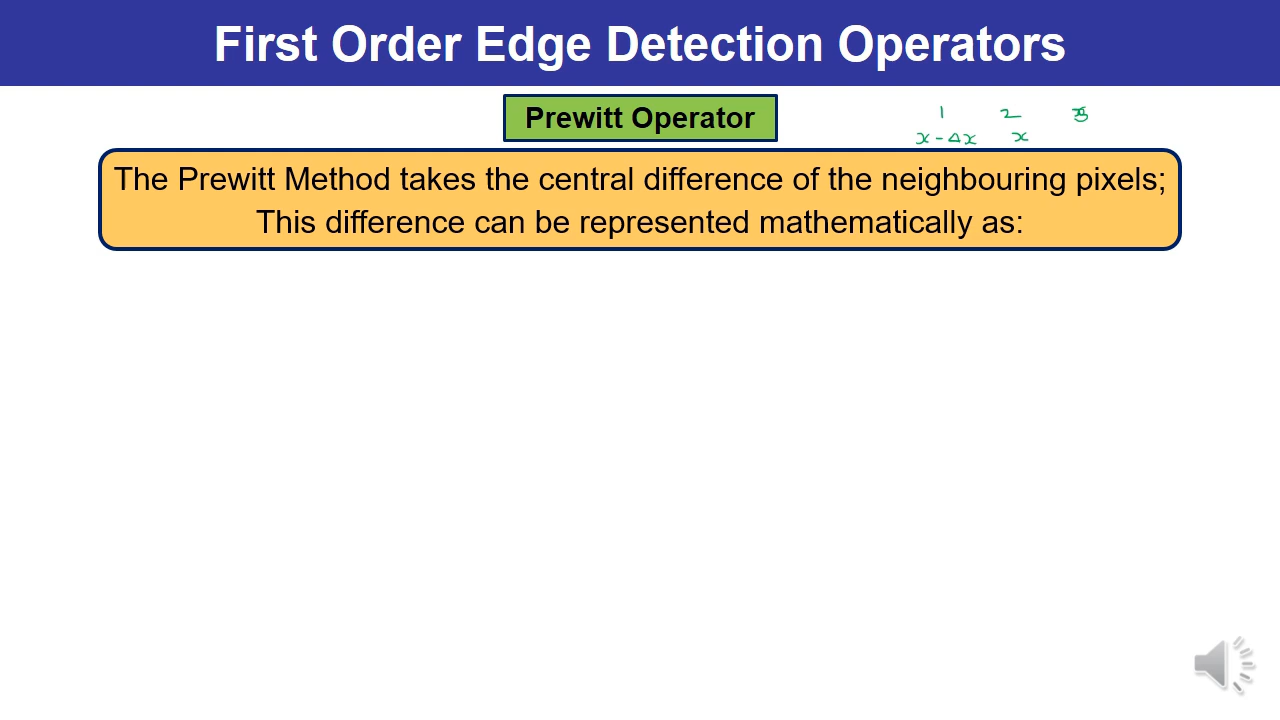 First Order Edge Detection Operators
Prewitt Operator
1 2
x - Δx x
The Prewitt Method takes the central difference of the neighbouring pixels;
This difference can be represented mathematically as: